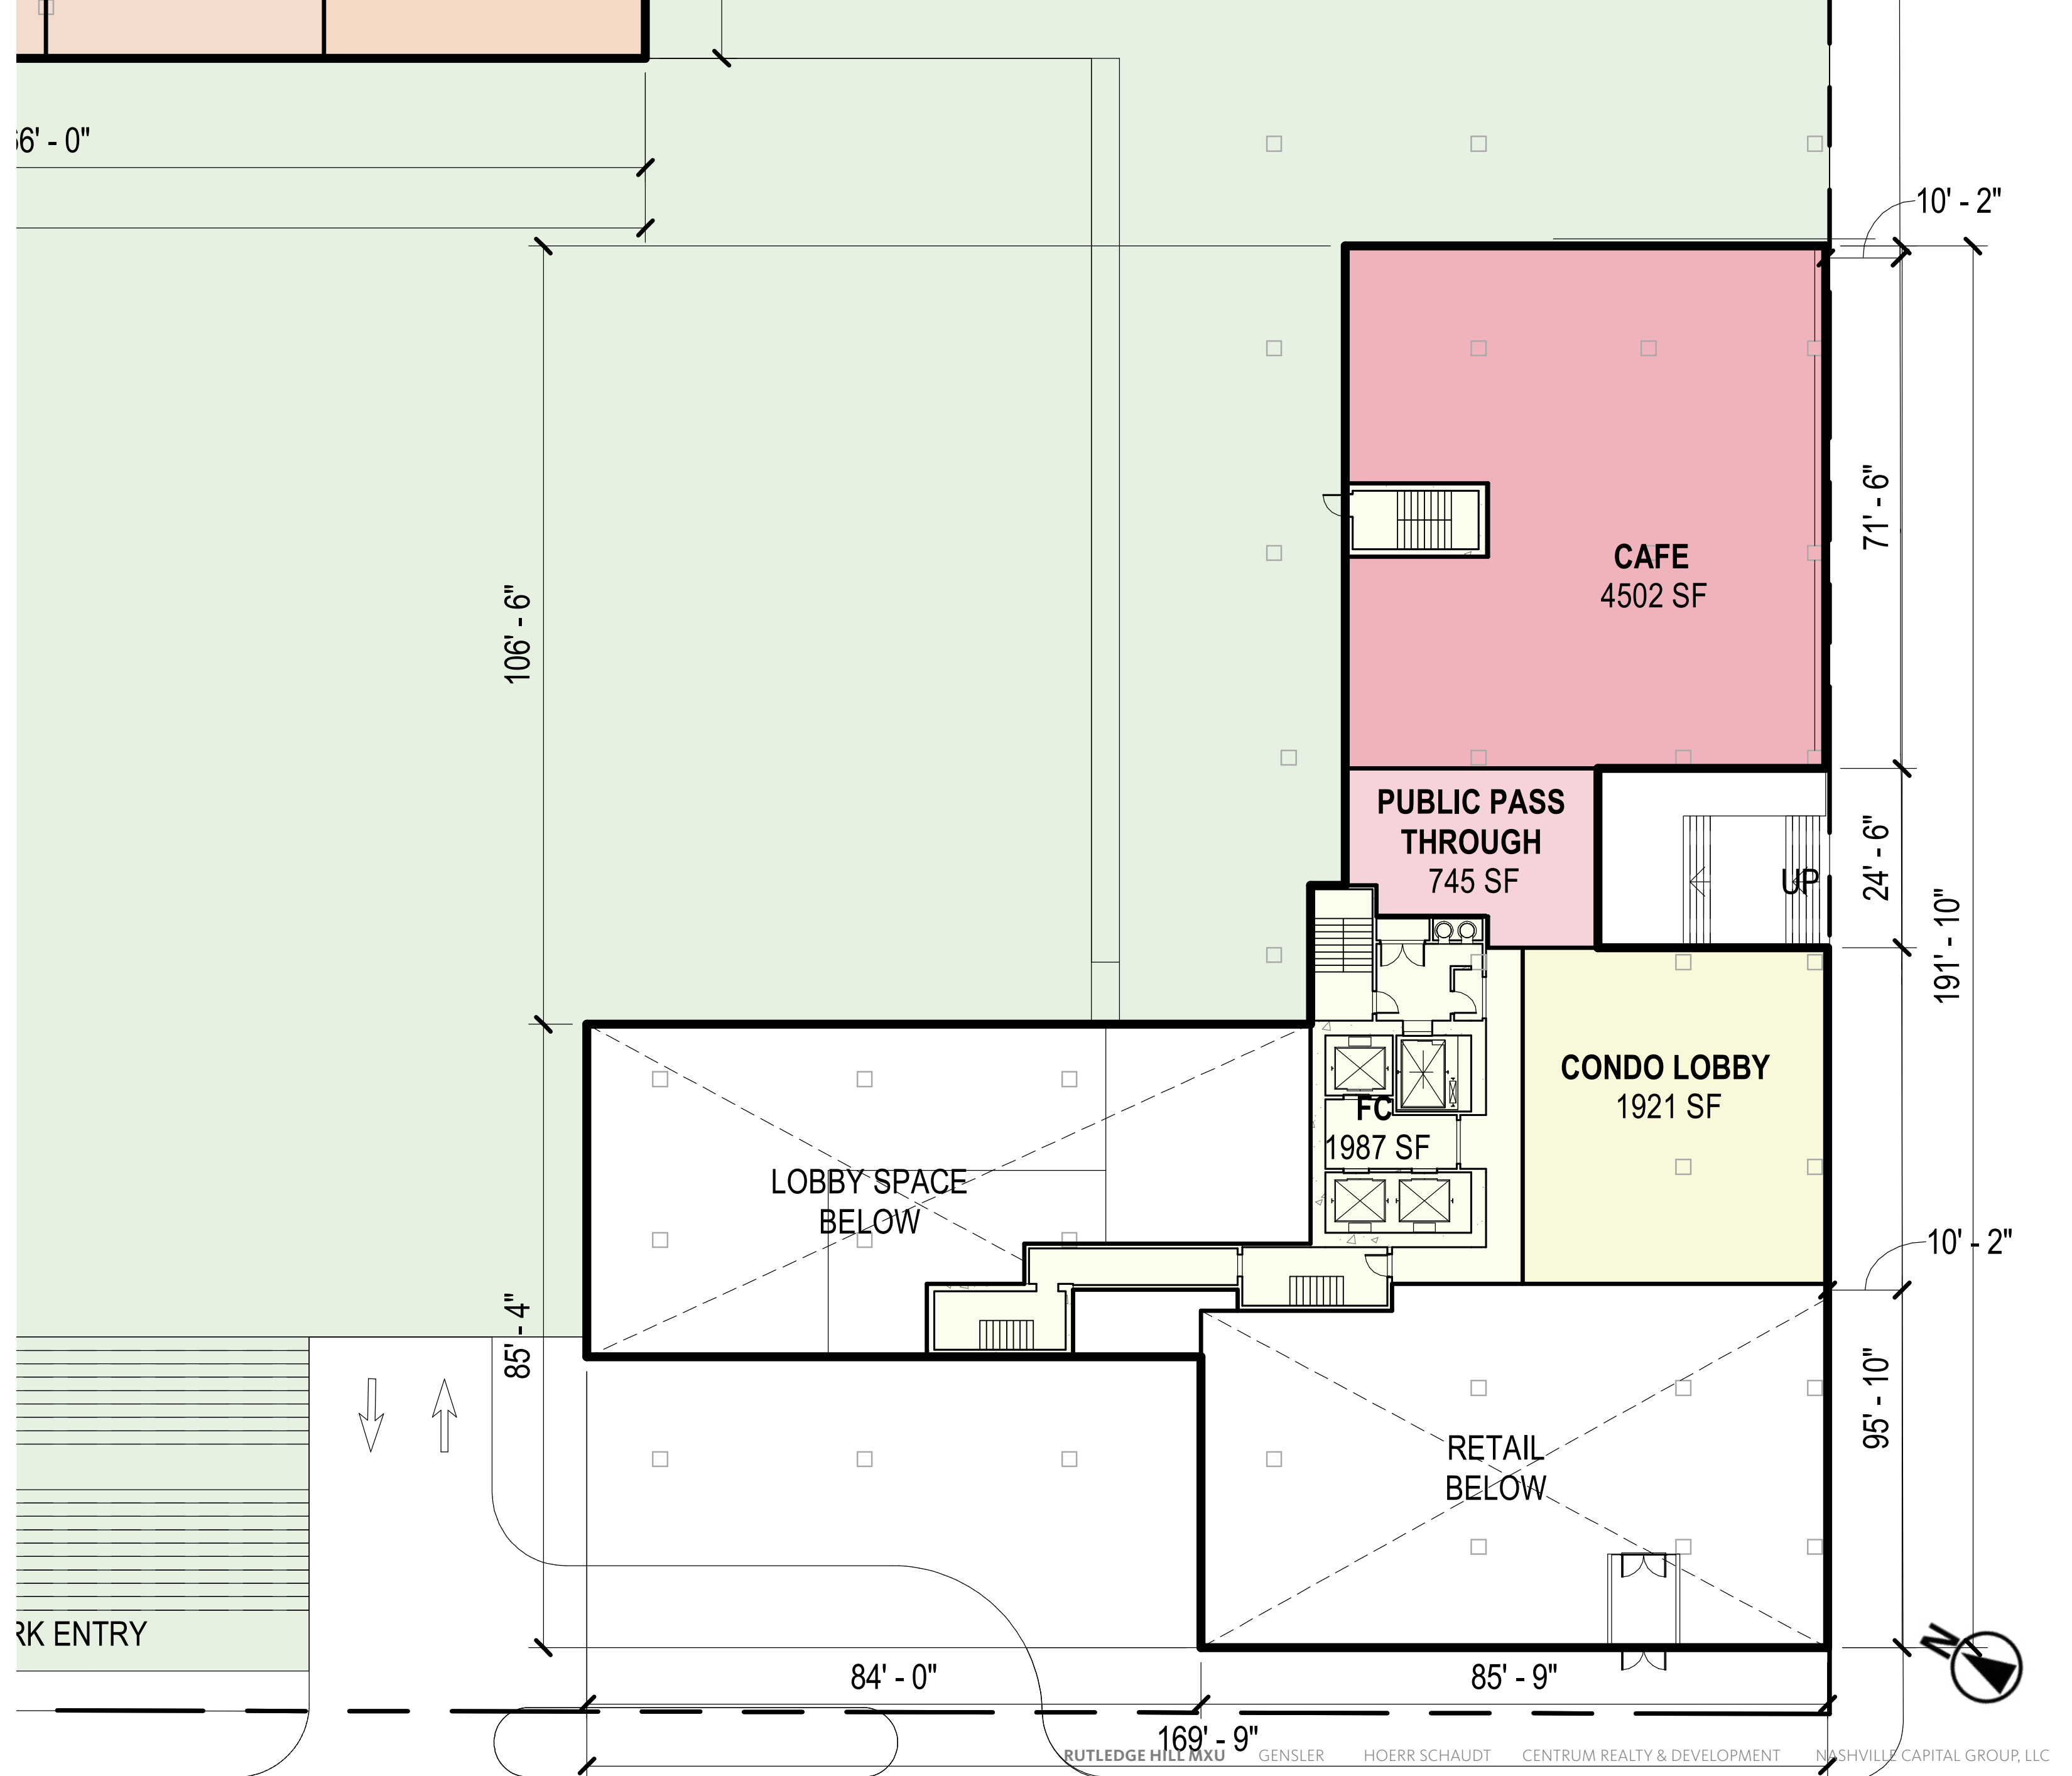 6' - 0"
10' - 2"
71' - 6"
CAFE
4502 SF
106' - 6"
PUBLIC PASS
THROUGH
745 SF
UP
24' - 6"
191' - 10"
CONDO LOBBY
1921 SF
FC
1987 SF
LOBBY SPACE
BELOW
10' - 2"
85' - 4"
95' - 10"
RETAIL
BELOW
ENTRY
N
84' - 0"
85' - 9"
169' - 9"
RUTLEDGE HILL MXU GENSLER HOERR SCHAUDT CENTRUM REALTY & DEVELOPMENT NASHVILLE CAPITAL GROUP, LLC